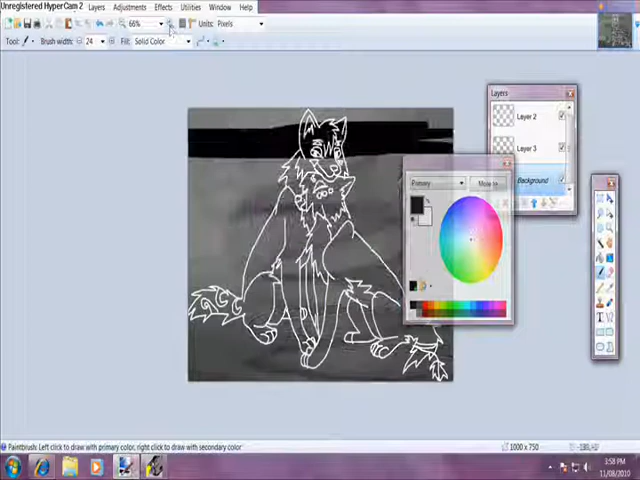 Unregistered HyperCam 2
Layers Adjustments Effects Utilities Window Help
66% Units: Pixels
Tool: Brush width: 24 Fill: Solid Color
Layers
Layer 2
Layer 3
Background
Primary
More >>
Paintbrush: Left click to draw with primary color, right click to draw with secondary color
1000 x 750
3:58 PM
11/08/2010